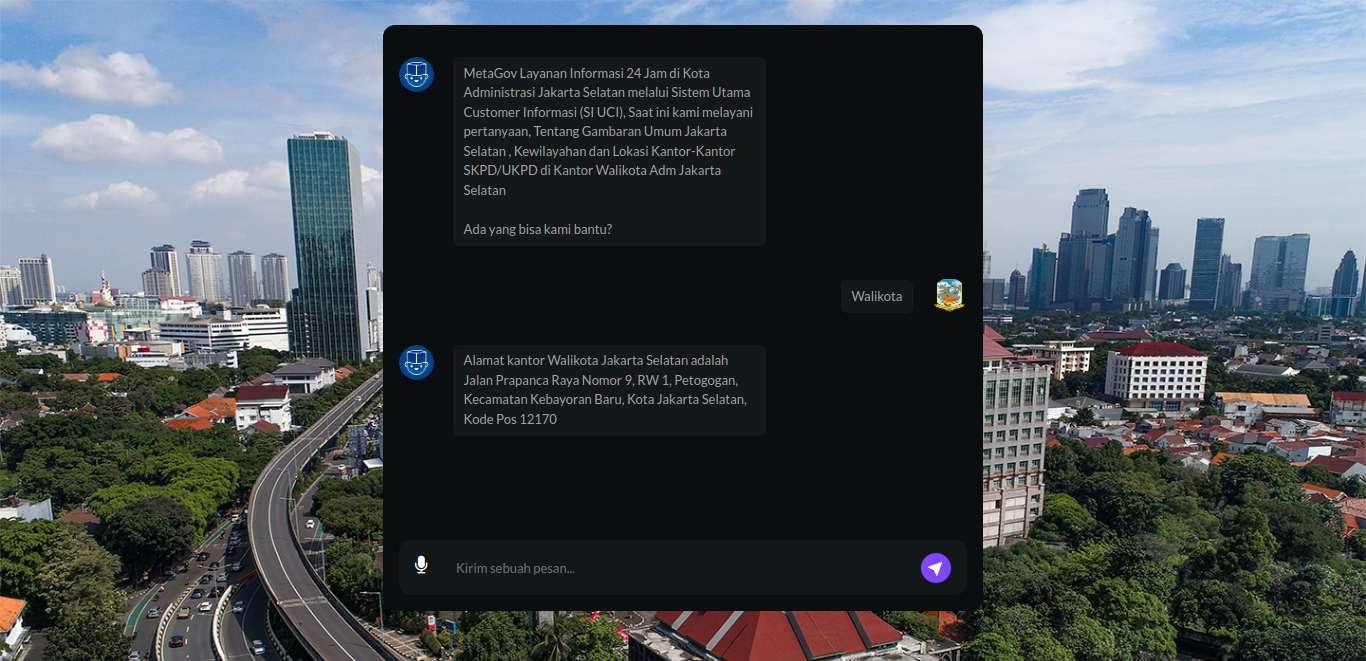 MetaGov Layanan Informasi 24 Jam di Kota
Administrasi Jakarta Selatan melalui Sistem Utama
Customer Informasi (SI UCI), Saat ini kami melayani
pertanyaan, Tentang Gambaran Umum Jakarta
Selatan , Kewilayahan dan Lokasi Kantor-Kantor
SKPD/UKPD di Kantor Walikota Adm Jakarta
Selatan
Ada yang bisa kami bantu?
Walikota
Alamat kantor Walikota Jakarta Selatan adalah
Jalan Prapanca Raya Nomor 9, RW 1, Petogogan,
Kecamatan Kebayoran Baru, Kota Jakarta Selatan,
Kode Pos 12170
Kirim sebuah pesan...